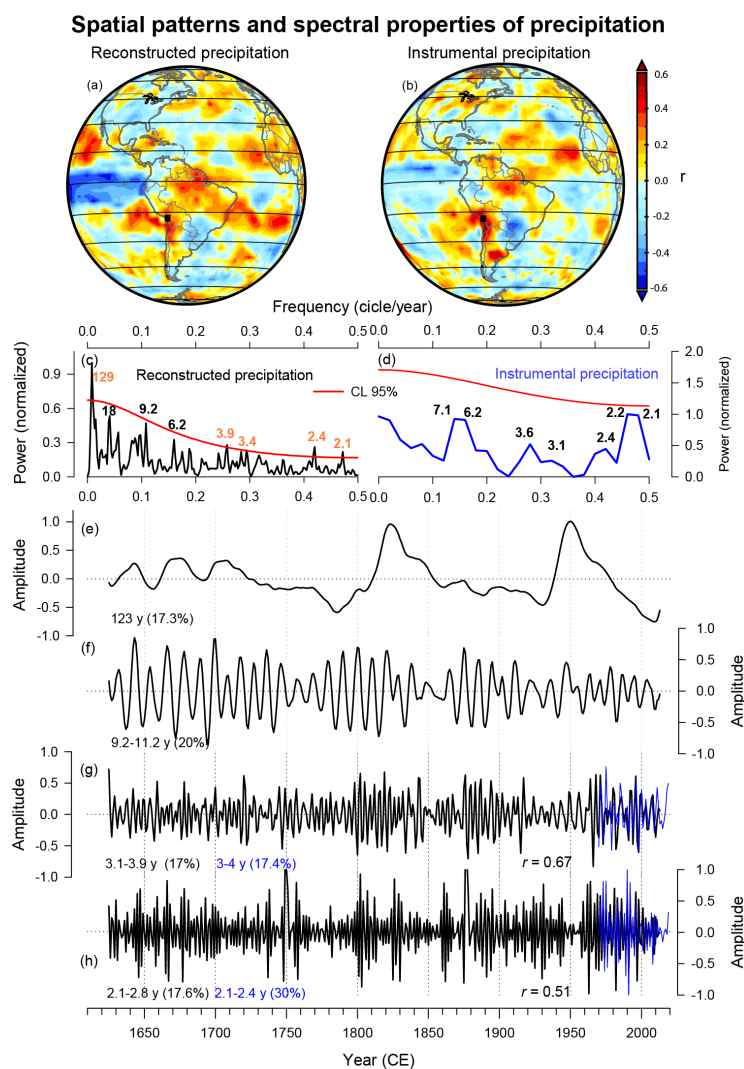 Spatial patterns and spectral properties of precipitation
Reconstructed precipitation
Instrumental precipitation
(a)
(b)
0.6
0.4
0.2
0.0
-0.2
-0.4
-0.6
r
Frequency (cicle/year)
0.0 0.1 0.2 0.3 0.4 0.5
0.0 0.1 0.2 0.3 0.4 0.5
(c)
Reconstructed precipitation
CL 95%
(d)
Instrumental precipitation
Power (normalized)
0.9
0.6
0.3
0.0
129
18
9.2
6.2
3.9
3.4
2.4
2.1
7.1
6.2
3.6
3.1
2.4
2.2
2.1
2.0
1.5
1.0
0.5
0.0
Power (normalized)
0.0 0.1 0.2 0.3 0.4 0.5
0.0 0.1 0.2 0.3 0.4 0.5
(e)
Amplitude
1.0
0.5
0.0
-0.5
-1.0
123 y (17.3%)
(f)
1.0
0.5
0.0
-0.5
-1.0
Amplitude
9.2-11.2 y (20%)
(g)
Amplitude
1.0
0.5
0.0
-0.5
-1.0
3.1-3.9 y (17%) 3-4 y (17.4%)
r = 0.67
(h)
1.0
0.5
0.0
-0.5
-1.0
Amplitude
2.1-2.8 y (17.6%) 2.1-2.4 y (30%)
r = 0.51
1650 1700 1750 1800 1850 1900 1950 2000
Year (CE)